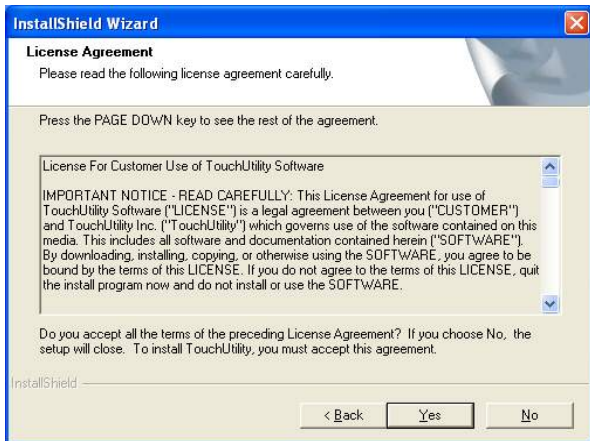 InstallShield Wizard
License Agreement
Please read the following license agreement carefully.
Press the PAGE DOWN key to see the rest of the agreement.
License For Customer Use of TouchUtility Software
IMPORTANT NOTICE - READ CAREFULLY: This License Agreement for use of
TouchUtility Software ("LICENSE") is a legal agreement between you ("CUSTOMER")
and TouchUtility Inc. ("TouchUtility") which governs use of the software contained on this
media. This includes all software and documentation contained herein ("SOFTWARE").
By downloading, installing, copying, or otherwise using the SOFTWARE, you agree to be
bound by the terms of this LICENSE. If you do not agree to the terms of this LICENSE, quit
the install program now and do not install or use the SOFTWARE.
Do you accept all the terms of the preceding License Agreement? If you choose No, the
setup will close. To install TouchUtility, you must accept this agreement.
InstallShield
< Back Yes No